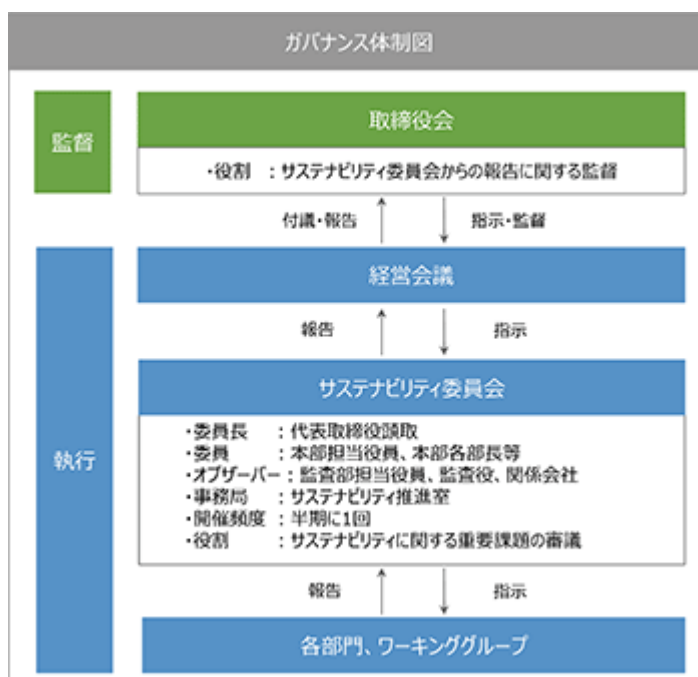 ガバナンス体制図
監督
取締役会
・役割 ：サステナビリティ委員会からの報告に関する監督
付議・報告
指示・監督
執行
経営会議
報告
指示
サステナビリティ委員会
・委員長 ：代表取締役頭取
・委員 ：本部担当役員、本部各部長等
・オブザーバー：監査部担当役員、監査役、関係会社
・事務局 ：サステナビリティ推進室
・開催頻度 ：半期に1回
・役割 ：サステナビリティに関する重要課題の審議
報告
指示
各部門、ワーキンググループ